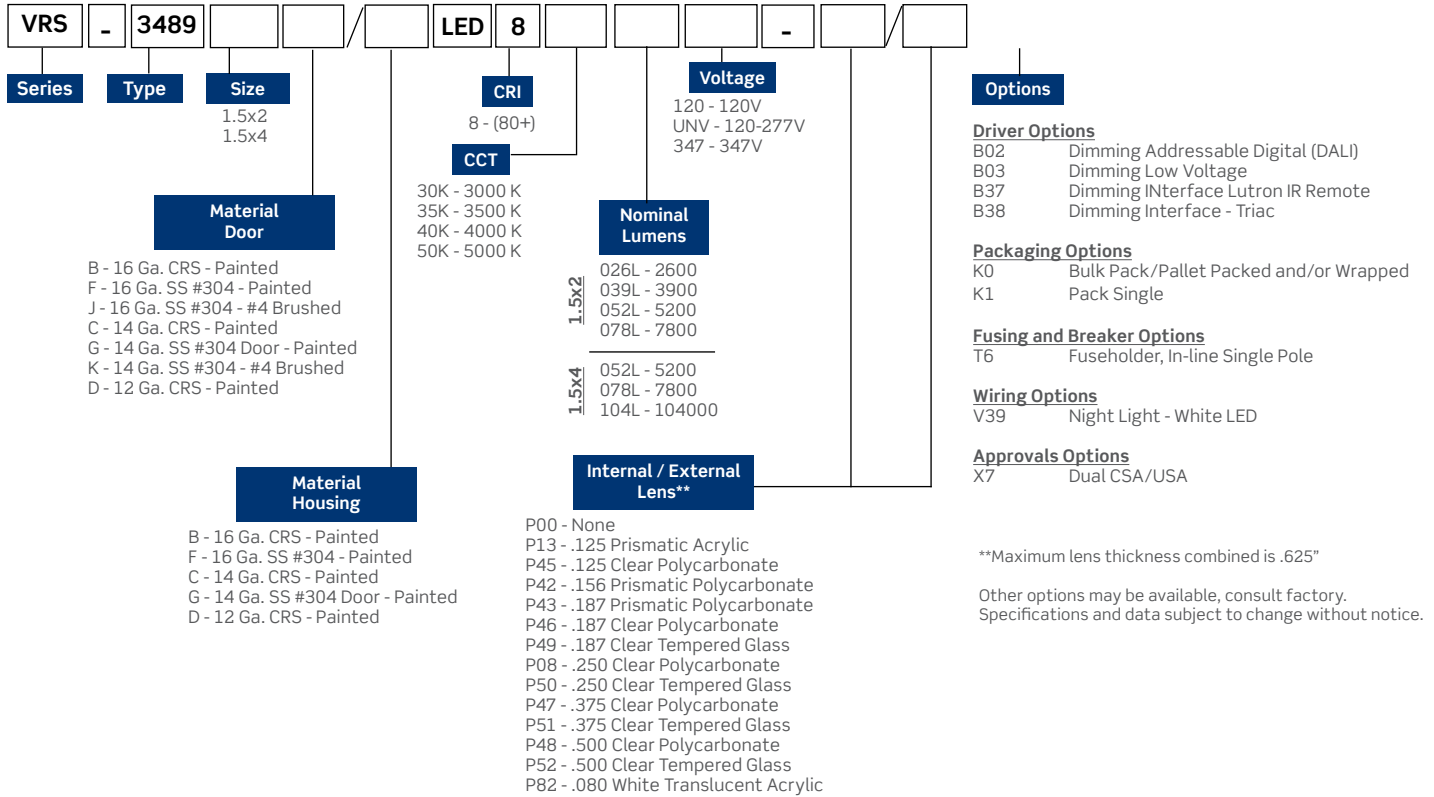 VRS - 3489 / LED 8 - /
Series
Type
Size
1.5x2
1.5x4
CRI
8 - (80+)
CCT
30K - 3000 K
35K - 3500 K
40K - 4000 K
50K - 5000 K
Voltage
120 - 120V
UNV - 120-277V
347 - 347V
Material
Door
B - 16 Ga. CRS - Painted
F - 16 Ga. SS #304 - Painted
J - 16 Ga. SS #304 - #4 Brushed
C - 14 Ga. CRS - Painted
G - 14 Ga. SS #304 Door - Painted
K - 14 Ga. SS #304 - #4 Brushed
D - 12 Ga. CRS - Painted
Nominal
Lumens
1.5x2
026L - 2600
039L - 3900
052L - 5200
078L - 7800
1.5x4
052L - 5200
078L - 7800
104L - 104000
Material
Housing
B - 16 Ga. CRS - Painted
F - 16 Ga. SS #304 - Painted
C - 14 Ga. CRS - Painted
G - 14 Ga. SS #304 Door - Painted
D - 12 Ga. CRS - Painted
Internal / External
Lens**
P00 - None
P13 - .125 Prismatic Acrylic
P45 - .125 Clear Polycarbonate
P42 - .156 Prismatic Polycarbonate
P43 - .187 Prismatic Polycarbonate
P46 - .187 Clear Polycarbonate
P49 - .187 Clear Tempered Glass
P08 - .250 Clear Polycarbonate
P50 - .250 Clear Tempered Glass
P47 - .375 Clear Polycarbonate
P51 - .375 Clear Tempered Glass
P48 - .500 Clear Polycarbonate
P52 - .500 Clear Tempered Glass
P82 - .080 White Translucent Acrylic
Options
Driver Options
B02 Dimming Addressable Digital (DALI)
B03 Dimming Low Voltage
B37 Dimming INterface Lutron IR Remote
B38 Dimming Interface - Triac
Packaging Options
K0 Bulk Pack/Pallet Packed and/or Wrapped
K1 Pack Single
Fusing and Breaker Options
T6 Fuseholder, In-line Single Pole
Wiring Options
V39 Night Light - White LED
Approvals Options
X7 Dual CSA/USA
**Maximum lens thickness combined is .625”
Other options may be available, consult factory.
Specifications and data subject to change without notice.